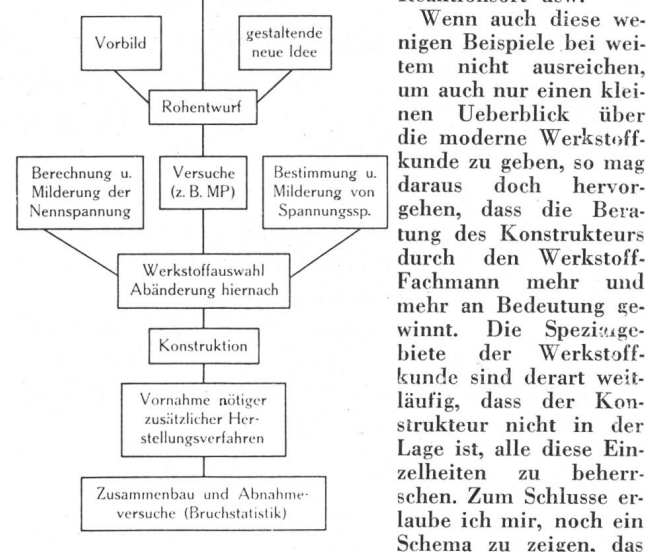 Vorbild
gestaltende
neue Idee
Rohentwurf
Berechnung u.
Milderung der
Nennspannung
Versuche
(z. B. MP)
Bestimmung u.
Milderung von
Spannungssp.
Werkstoffauswahl
Abänderung hiernach
Konstruktion
Vornahme nötiger
zusätzlicher Her-
stellungsverfahren
Zusammenbau und Abnahme-
versuche (Bruchstatistik)
Wenn auch diese we-
nigen Beispiele bei wei-
tem nicht ausreichen,
um auch nur einen klei-
nen Ueberblick über
die moderne Werkstoff-
kunde zu geben, so mag
daraus doch hervor-
gehen, dass die Bera-
tung des Konstrukteurs
durch den Werkstoff-
Fachmann mehr und
mehr an Bedeutung ge-
winnt. Die Spezialge-
biete der Werkstoff-
kunde sind derart weit-
läufig, dass der Kon-
strukteur nicht in der
Lage ist, alle diese Ein-
zelheiten zu beherr-
schen. Zum Schlusse er-
laube ich mir, noch ein
Schema zu zeigen, das